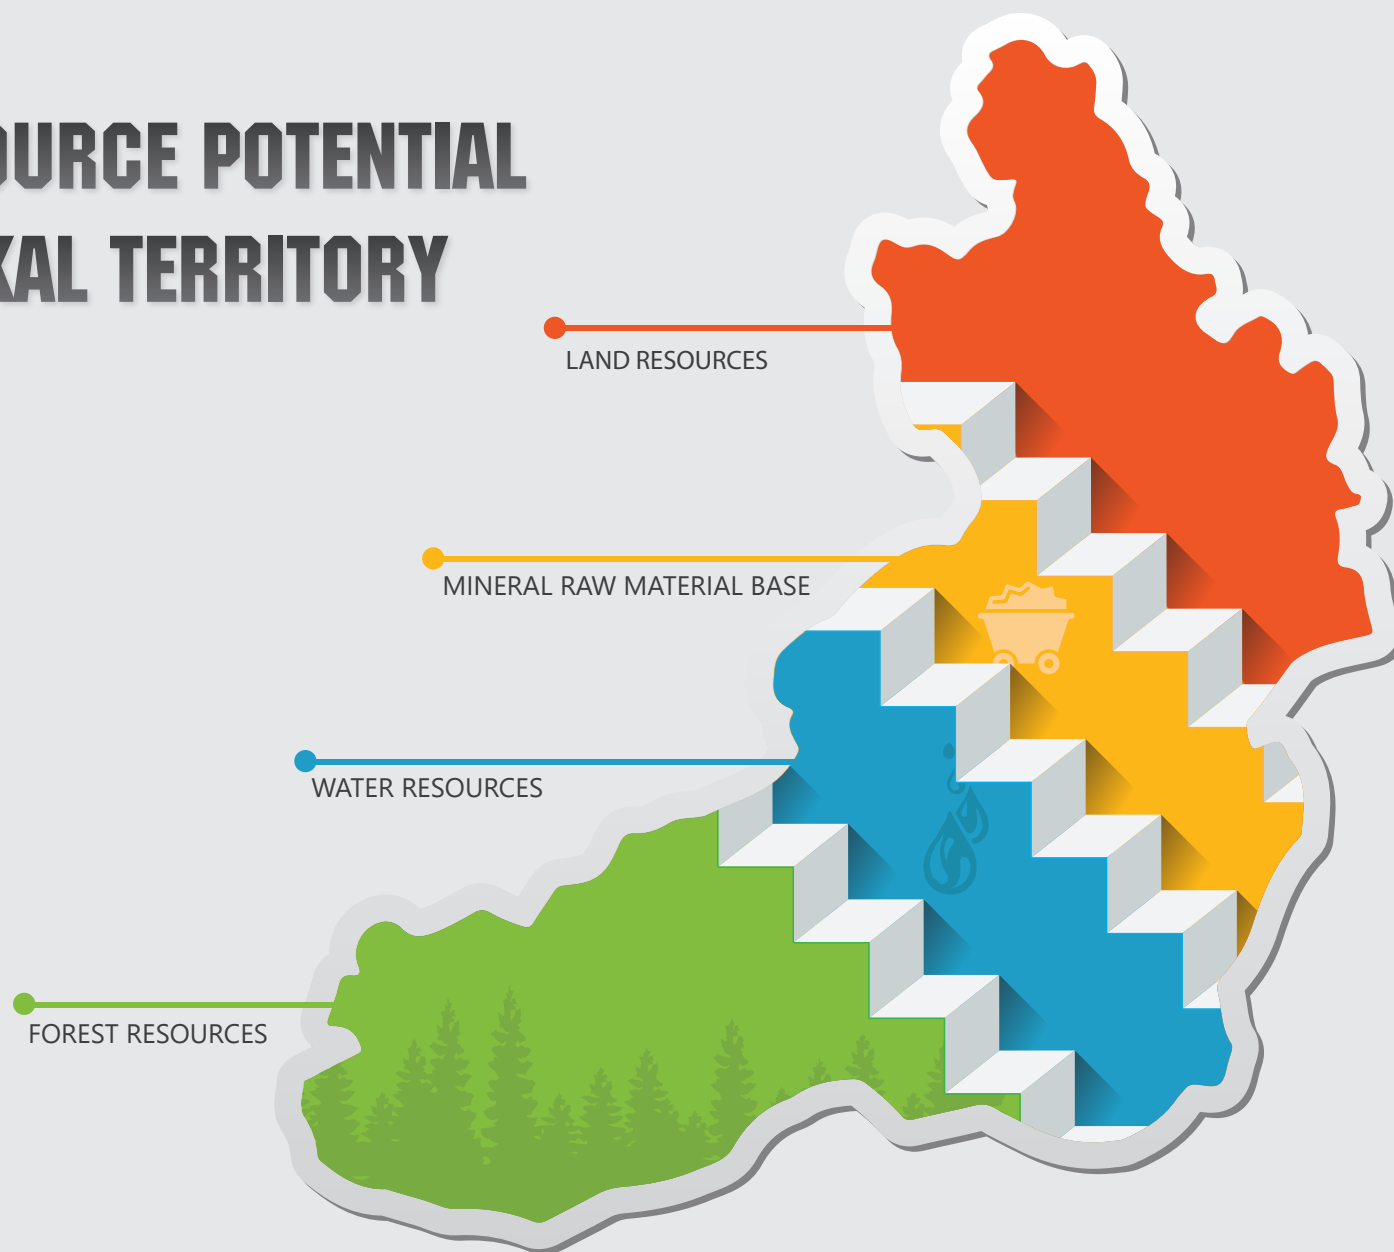 OURCE POTENTIAL
KAL TERRITORY
LAND RESOURCES
MINERAL RAW MATERIAL BASE
WATER RESOURCES
FOREST RESOURCES